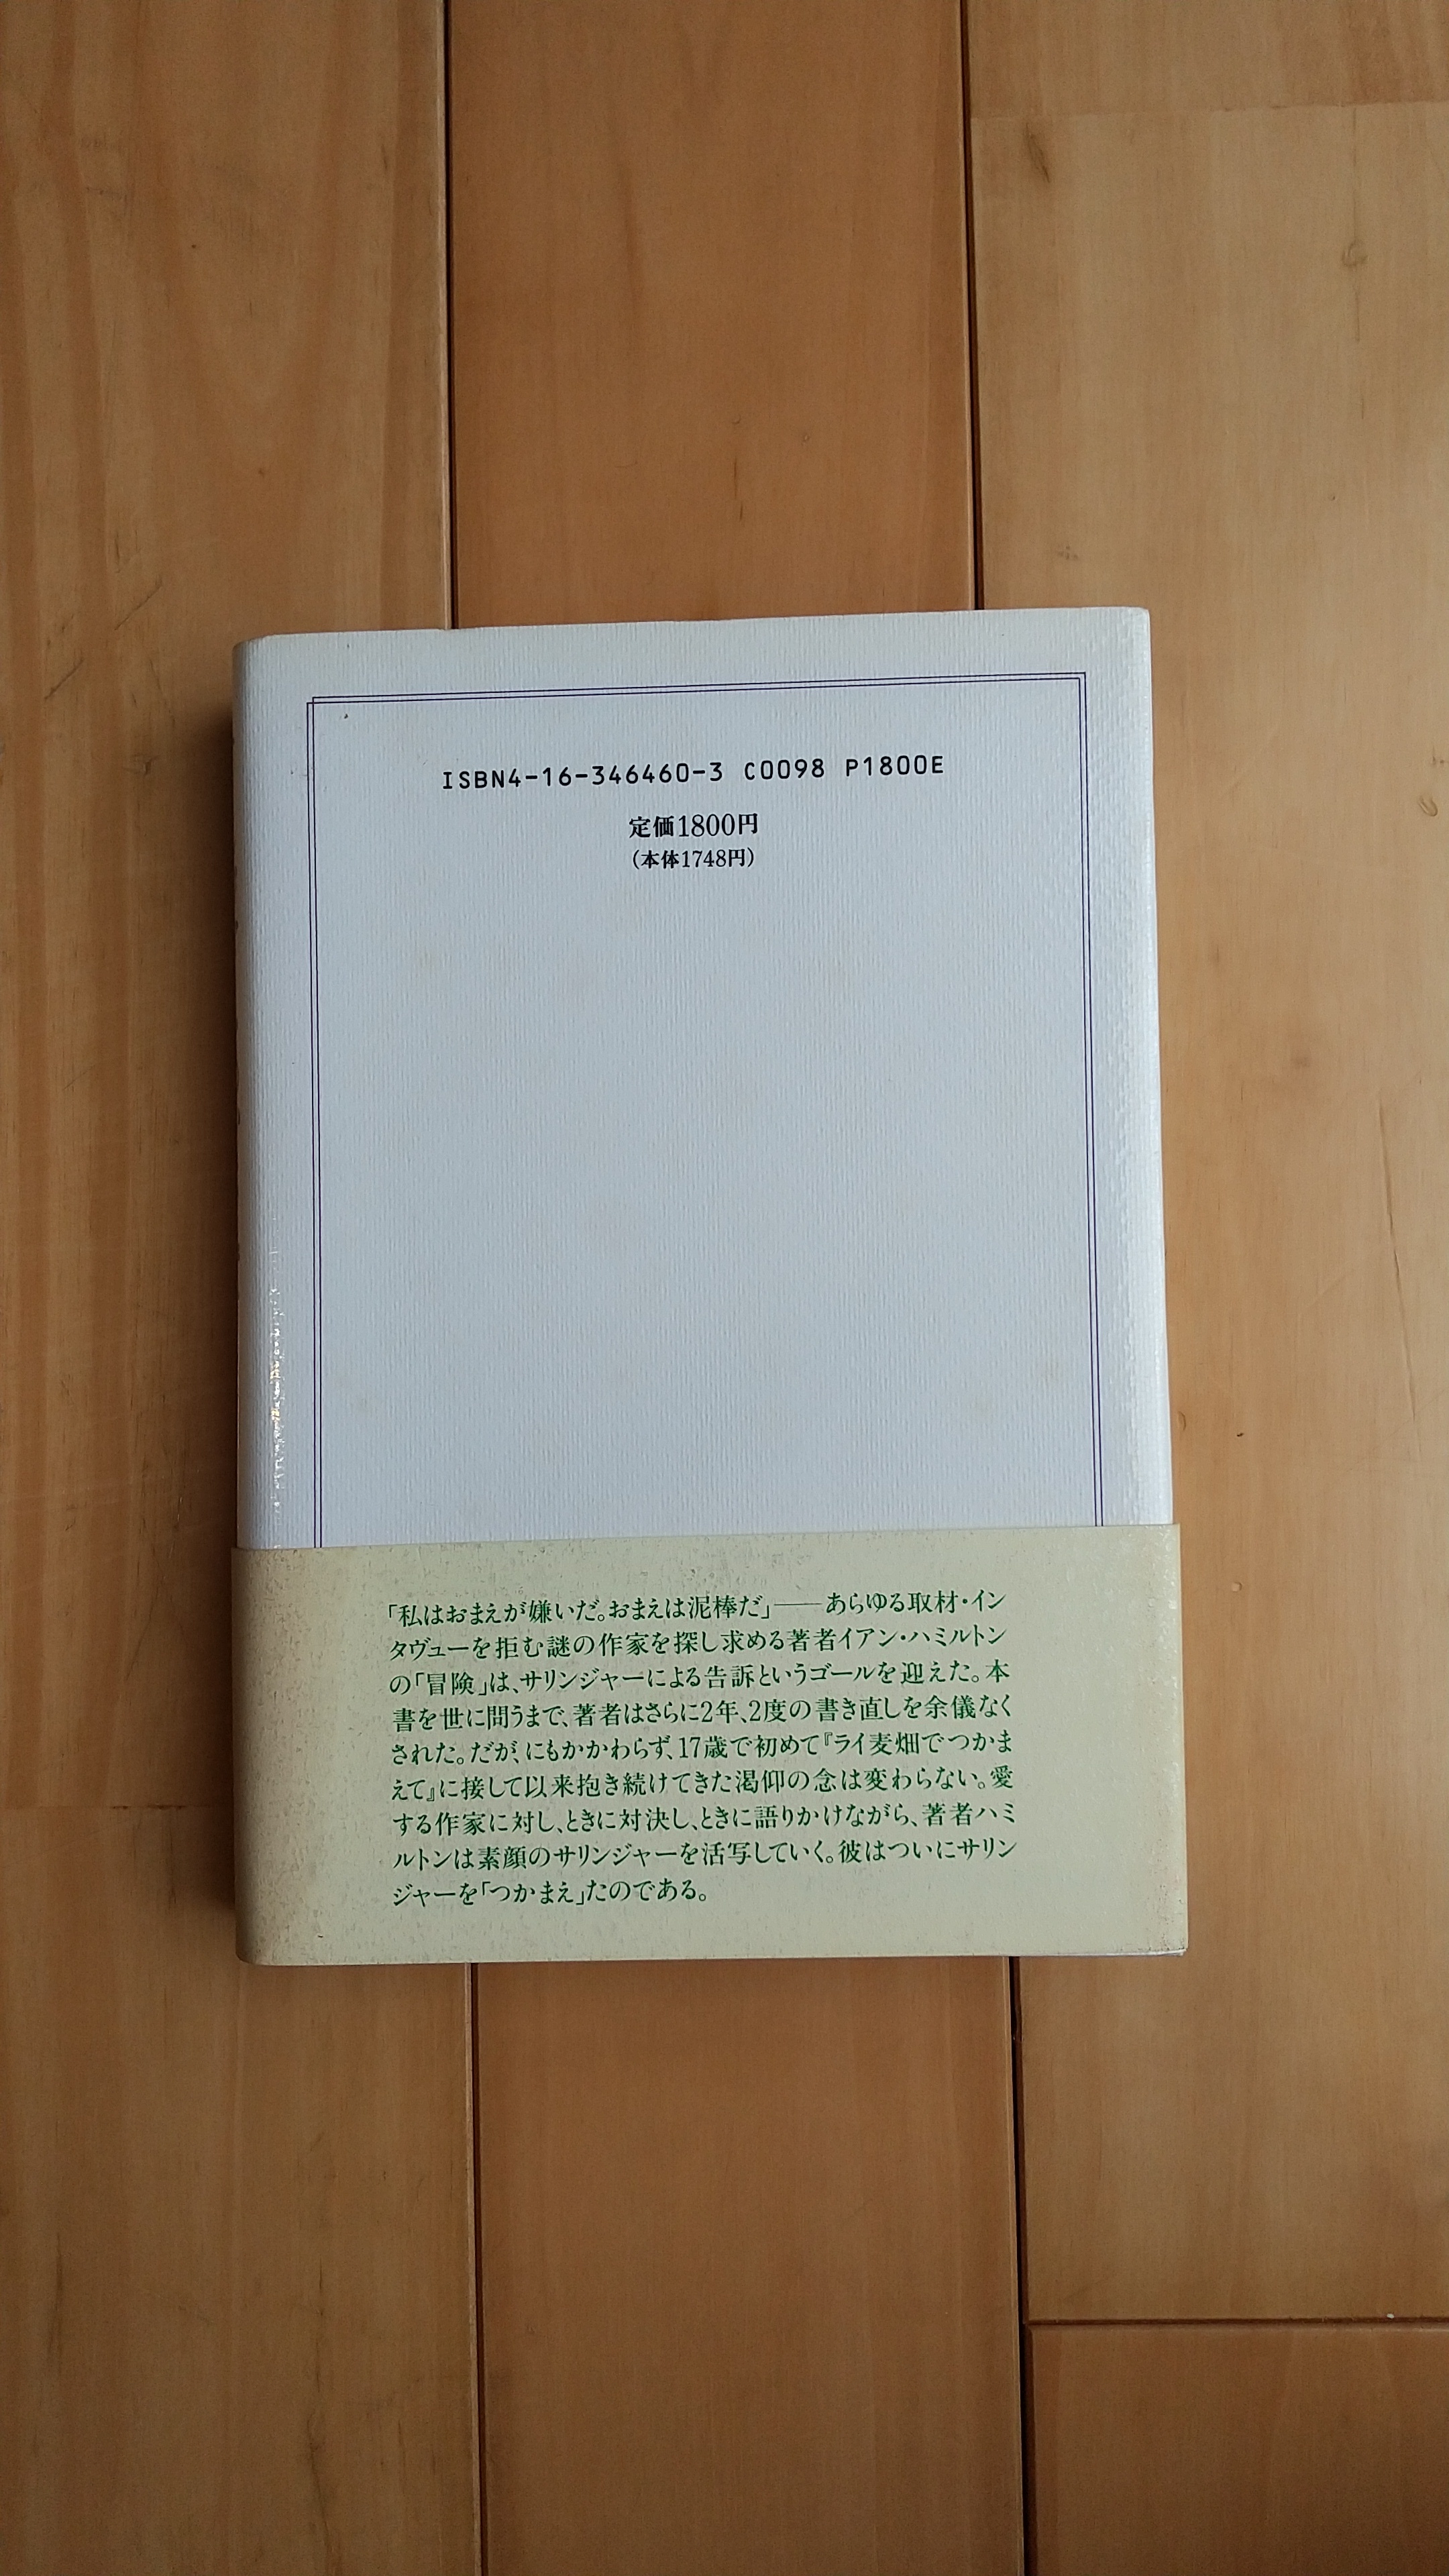 ISBN4-16-346460-3 C0098 P1800E
定価1800円
(本体1748円)
「私はおまえが嫌いだ。おまえは泥棒だ」──あらゆる取材・イン
タヴューを拒む謎の作家を探し求める著者イアン・ハミルトン
の「冒険」は、サリンジャーによる告訴というゴールを迎えた。本
書を世に問うまで、著者はさらに2年、2度の書き直しを余儀なく
された。だが、にもかかわらず、17歳で初めて『ライ麦畑でつかま
えて』に接して以来抱き続けてきた渇仰の念は変わらない。愛
する作家に対し、ときに対決し、ときに語りかけながら、著者ハミ
ルトンは素顔のサリンジャーを活写していく。彼はついにサリン
ジャーを「つかまえ」たのである。